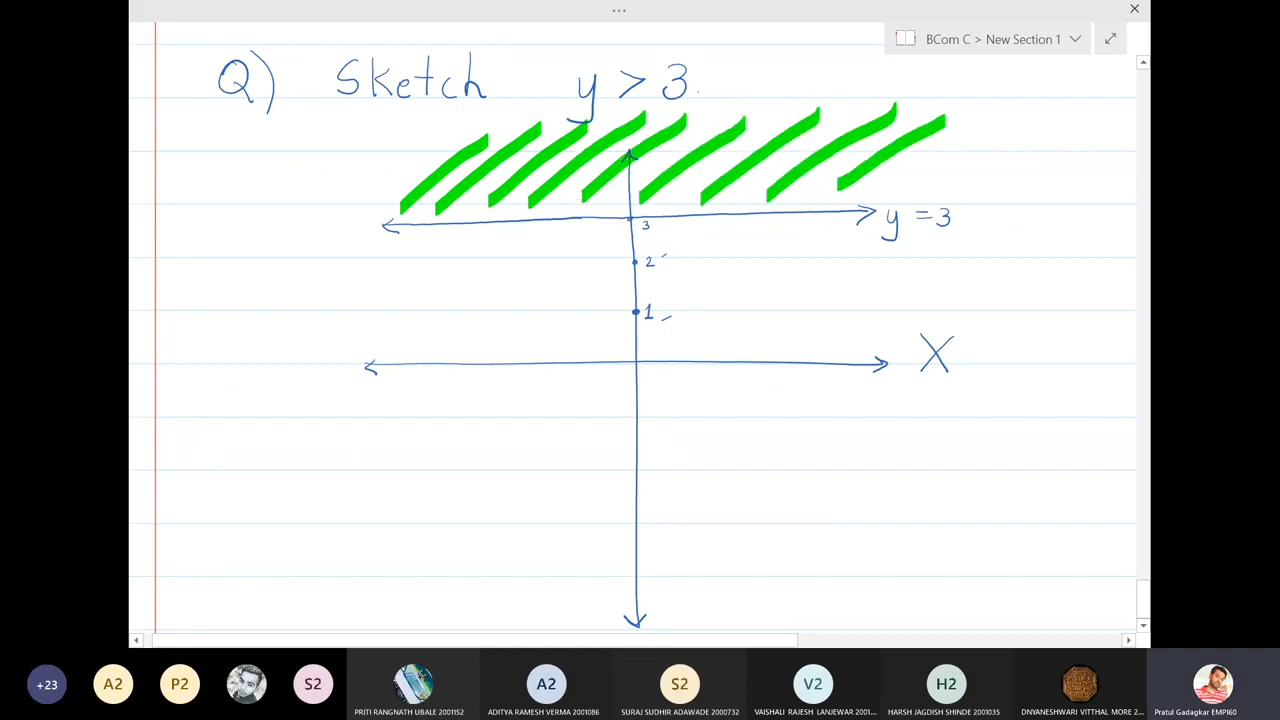 BCom C > New Section 1
Q) Sketch y > 3.
y = 3
3
2
1
X
+23
A2
P2
S2
PRITI RANGNATH UBALE 2001152
A2
ADITYA RAMESH VERMA 2001086
S2
SURAJ SUDHIR ADAWADE 2000732
V2
VAISHALI RAJESH LANJEWAR 2001...
H2
HARSH JAGDISH SHINDE 2001035
DNYANESHWARI VITTHAL MORE 2...
Pratul Gadagkar EMP160